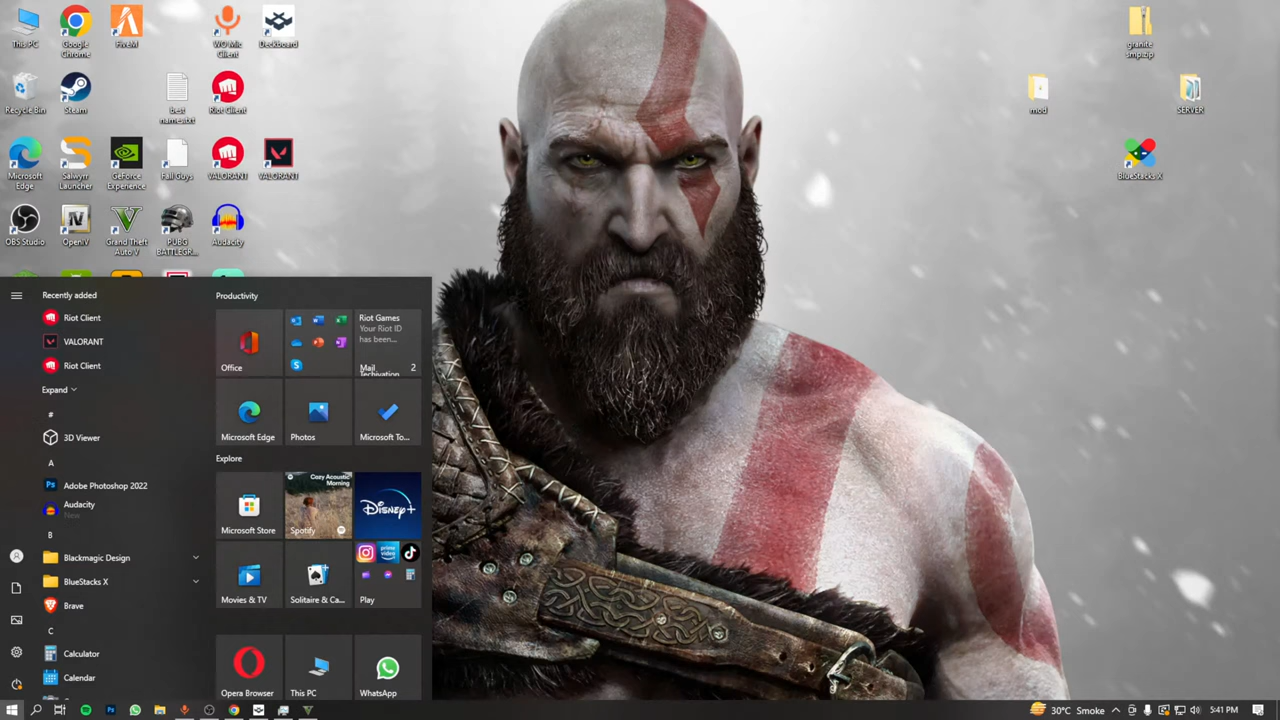 This PC
Google
Chrome
FiveM
WO Mic
Client
Deckboard
granite
smp.zip
Recycle Bin
Steam
best
names.txt
Riot Client
mod
SERVER
Microsoft
Edge
Salwyrr
Launcher
GeForce
Experience
Fall Guys
VALORANT
VALORANT
BlueStacks X
OBS Studio
OpenIV
Grand Theft
Auto V
PUBG
BATTLEGR...
Audacity
Recently added
Riot Client
VALORANT
Riot Client
Expand
#
3D Viewer
A
Adobe Photoshop 2022
Audacity
New
B
Blackmagic Design
BlueStacks X
Brave
C
Calculator
Calendar
Productivity
Office
Riot Games
Your Riot ID
has been...
Mail
Techivation
2
Microsoft Edge
Photos
Microsoft To...
Explore
Microsoft Store
Cozy Acoustic
Morning
Spotify
Disney+
Movies & TV
Solitaire & Ca...
prime
video
Play
Opera Browser
This PC
WhatsApp
30°C Smoke
5:41 PM